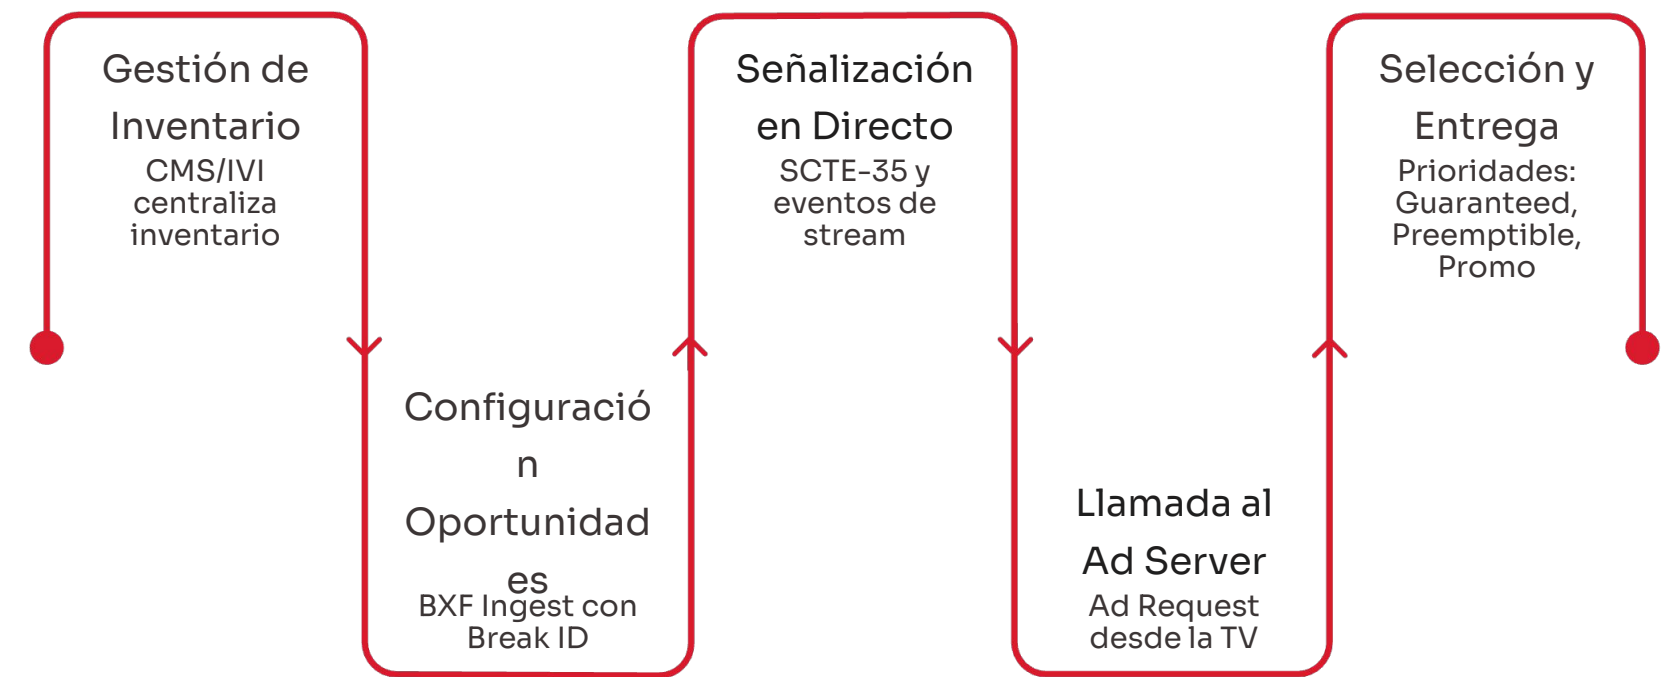 Gestión de
Inventario
CMS/IVI
centraliza
inventario
Configuració
n
Oportunidad
es
BXF Ingest con
Break ID
Señalización
en Directo
SCTE-35 y
eventos de
stream
Llamada al
Ad Server
Ad Request
desde la TV
Selección y
Entrega
Prioridades:
Guaranteed,
Preemptible,
Promo